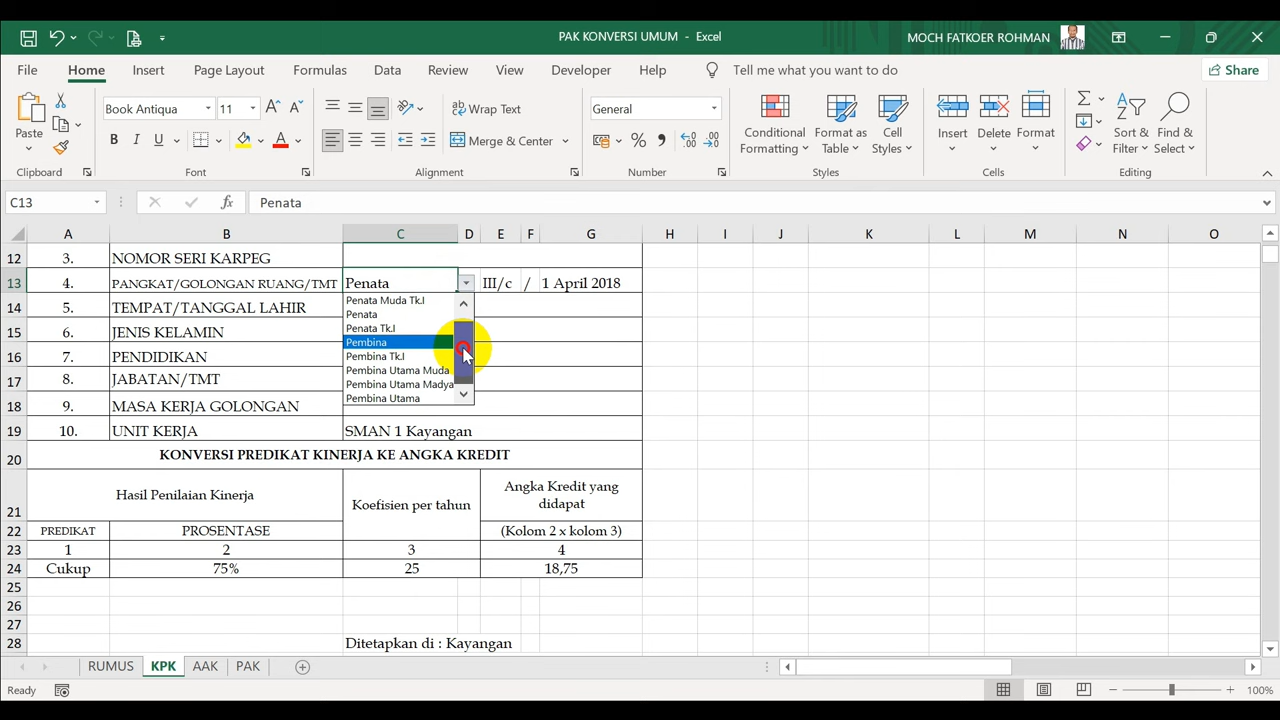 PAK KONVERSI UMUM - Excel
MOCH FATKOER ROHMAN
File Home Insert Page Layout Formulas Data Review View Developer Help Tell me what you want to do Share
Paste
Clipboard
Book Antiqua 11
B I U
Font
Wrap Text
Merge & Center
Alignment
General
Number
Conditional Formatting
Format as Table
Cell Styles
Styles
Insert Delete Format
Cells
Sort & Filter
Find & Select
Editing
C13 fx Penata
A B C D E F G H I J K L M N O
12 3. NOMOR SERI KARPEG
13 4. PANGKAT/GOLONGAN RUANG/TMT Penata III/c / 1 April 2018
Penata Muda Tk.I
Penata
Penata Tk.I
Pembina
Pembina Tk.I
Pembina Utama Muda
Pembina Utama Madya
Pembina Utama
14 5. TEMPAT/TANGGAL LAHIR
15 6. JENIS KELAMIN
16 7. PENDIDIKAN
17 8. JABATAN/TMT
18 9. MASA KERJA GOLONGAN
19 10. UNIT KERJA SMAN 1 Kayangan
20 KONVERSI PREDIKAT KINERJA KE ANGKA KREDIT
21 Hasil Penilaian Kinerja Koefisien per tahun Angka Kredit yang didapat
22 PREDIKAT PROSENTASE (Kolom 2 x kolom 3)
23 1 2 3 4
24 Cukup 75% 25 18,75
25
26
27
28 Ditetapkan di : Kayangan
RUMUS KPK AAK PAK
Ready 100%